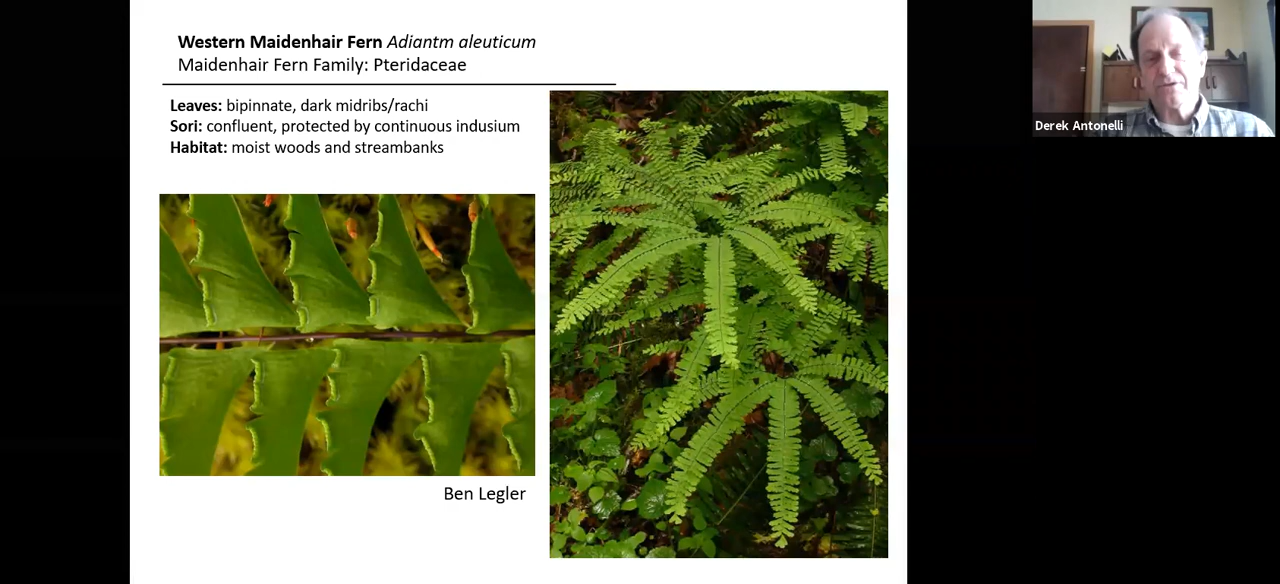 Western Maidenhair Fern Adiantm aleuticum
Maidenhair Fern Family: Pteridaceae
Leaves: bipinnate, dark midribs/rachi
Sori: confluent, protected by continuous indusium
Habitat: moist woods and streambanks
Ben Legler
Derek Antonelli